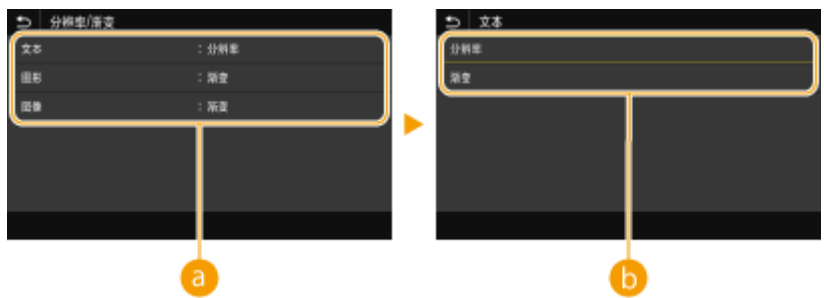 分辨率/渐变
文本 : 分辨率
图形 : 渐变
图像 : 渐变
a
文本
分辨率
渐变
b